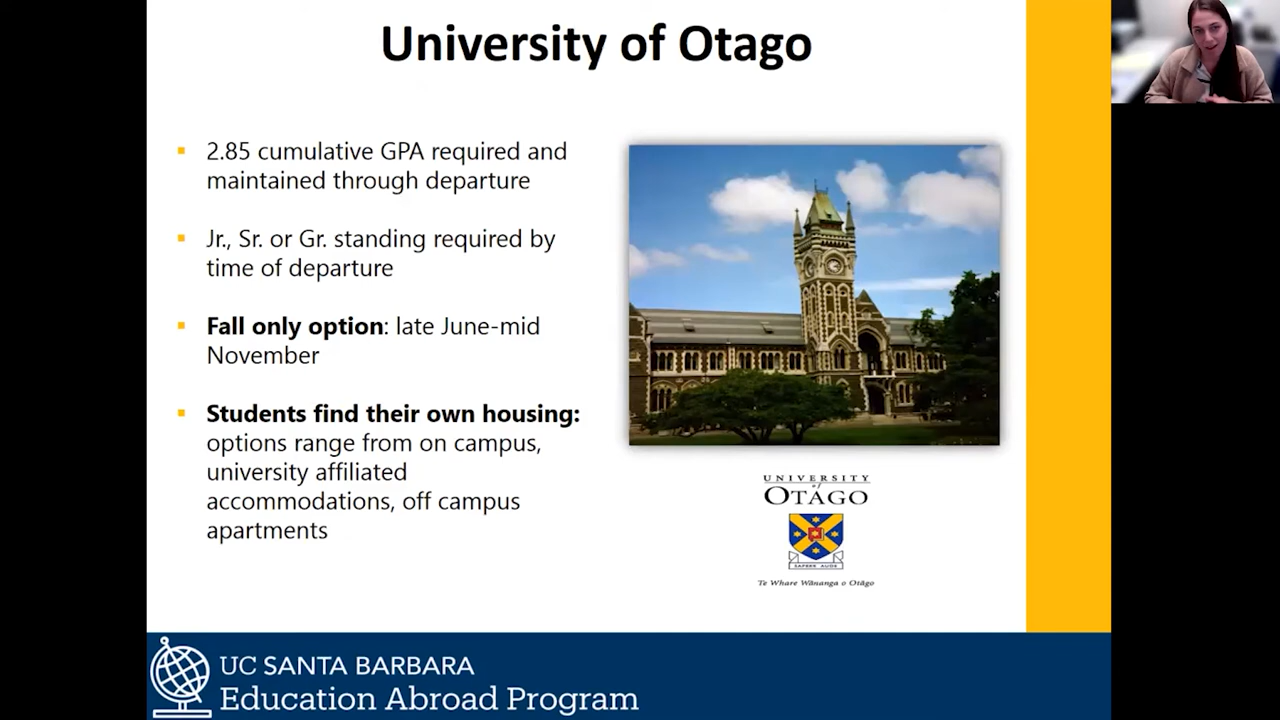 University of Otago
2.85 cumulative GPA required and
maintained through departure
Jr., Sr. or Gr. standing required by
time of departure
Fall only option: late June-mid
November
Students find their own housing:
options range from on campus,
university affiliated
accommodations, off campus
apartments
UNIVERSITY
of
OTAGO
SAPERE AUDE
Te Whare Wānanga o Otāgo
UC SANTA BARBARA
Education Abroad Program